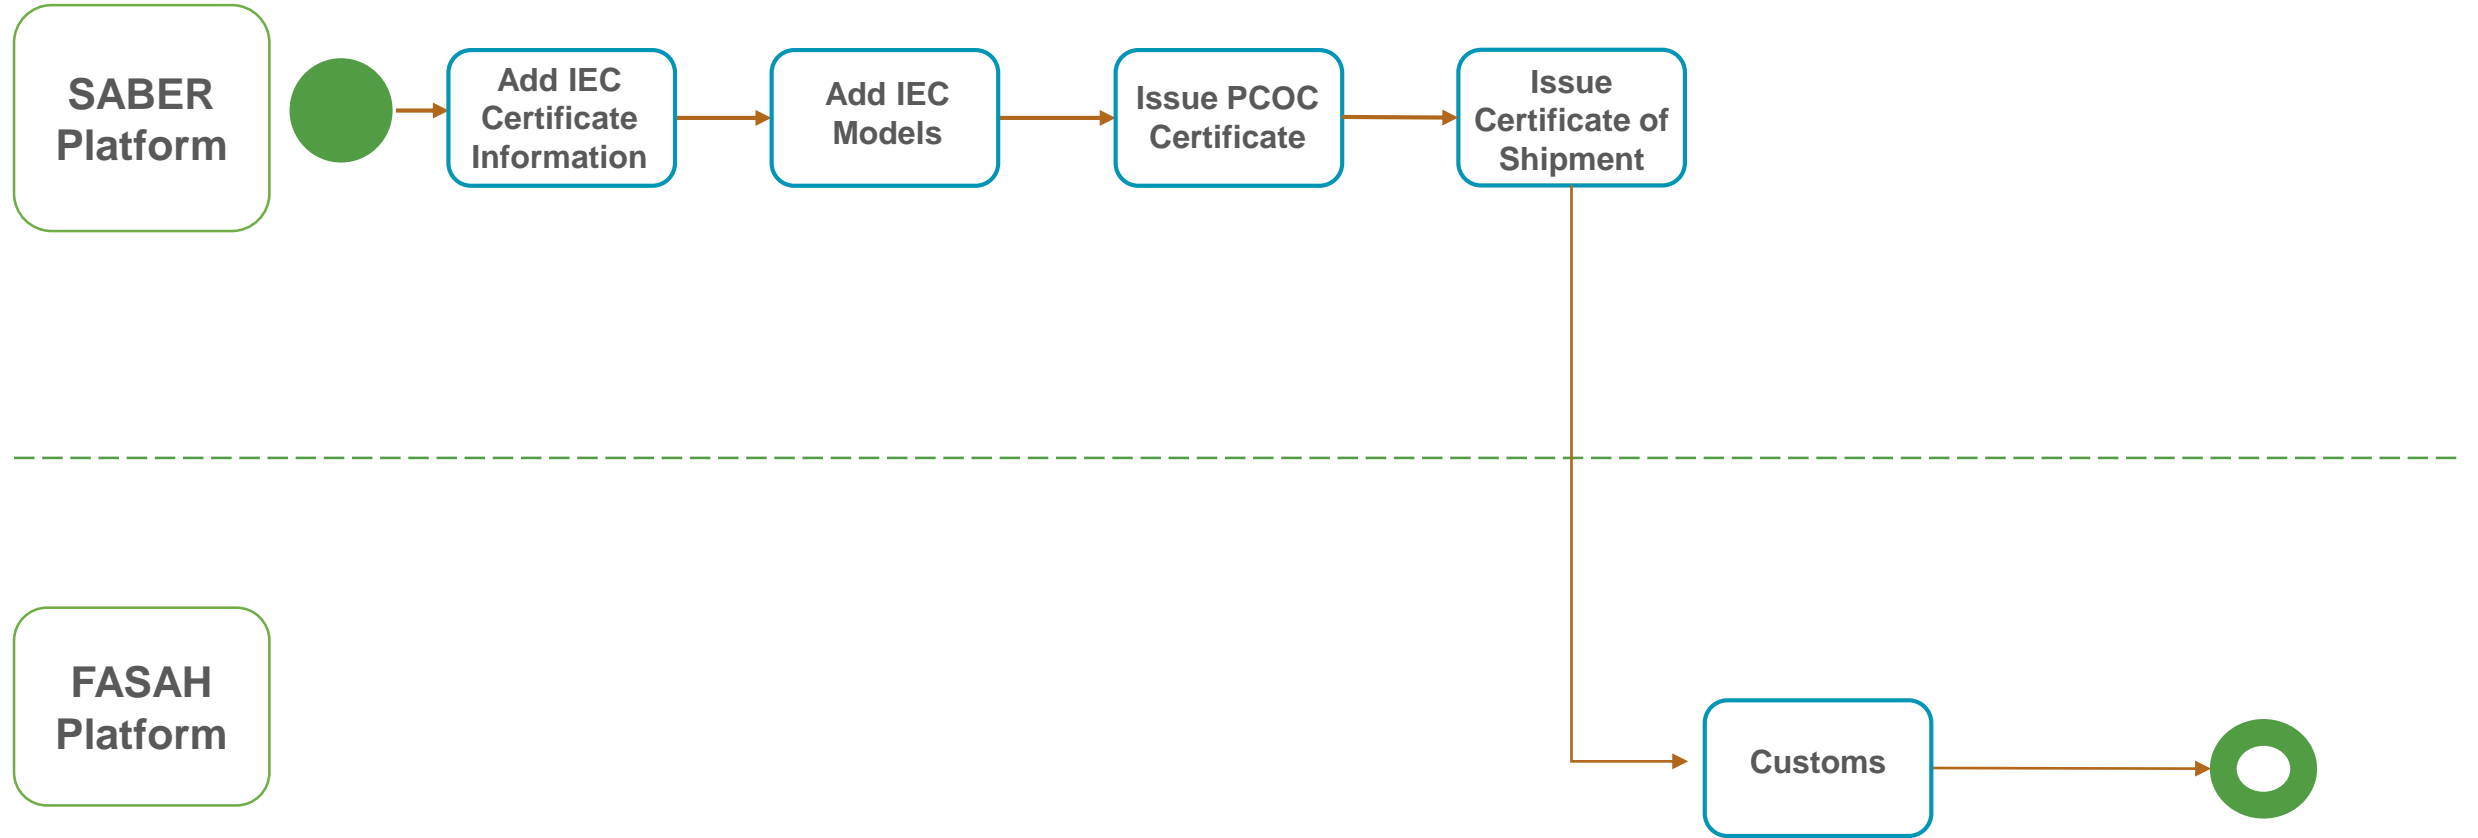 SABER
Platform
Add IEC
Certificate
Information
Add IEC
Models
Issue PCOC
Certificate
Issue
Certificate of
Shipment
FASAH
Platform
Customs